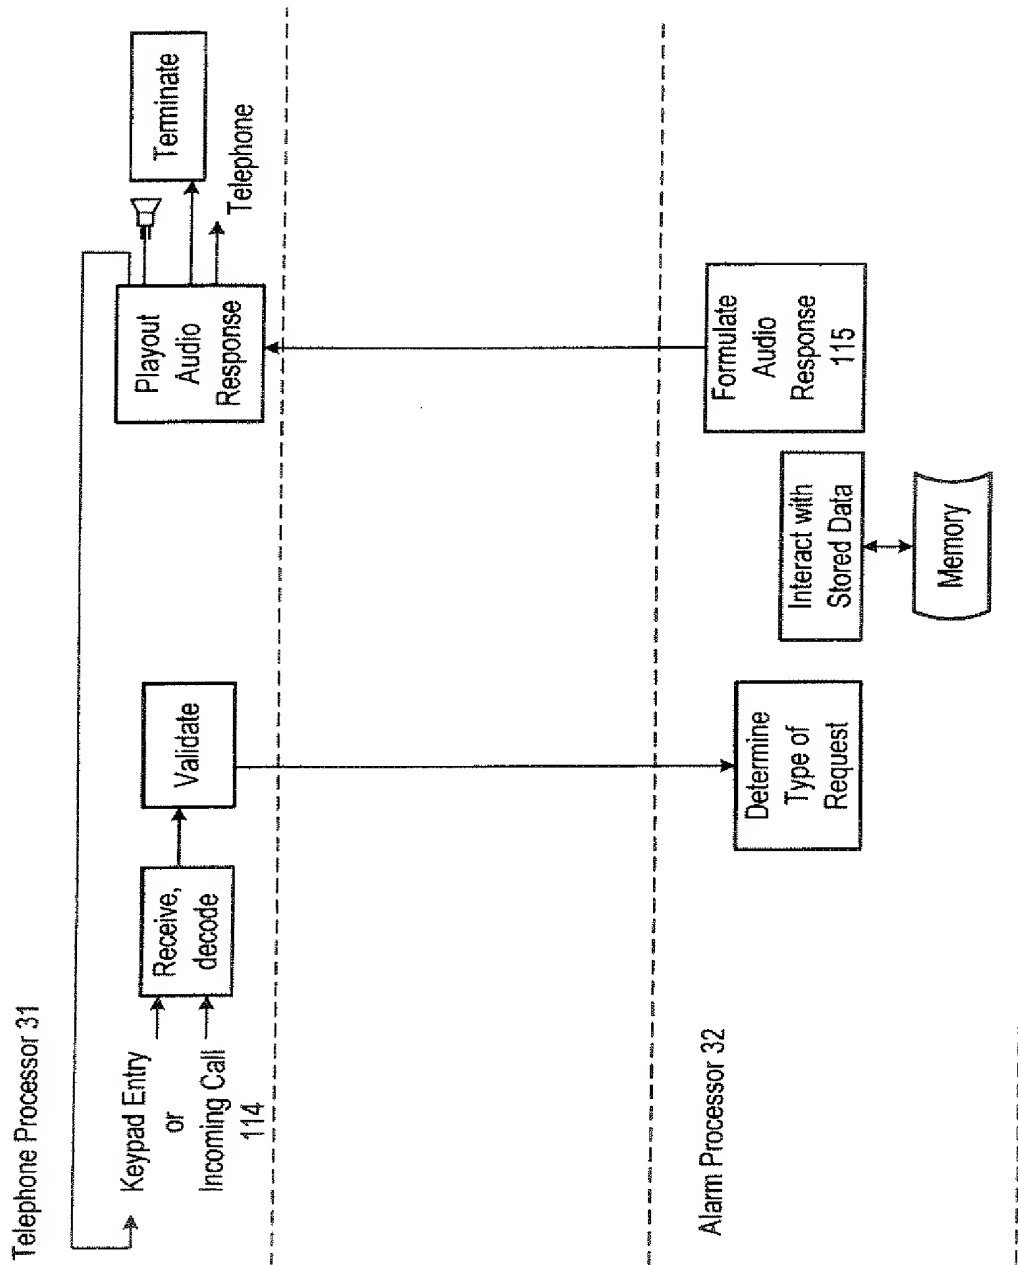 Telephone Processor 31
Keypad Entry
or
Incoming Call
114
Receive,
decode
Validate
Playout
Audio
Response
Terminate
Telephone
Alarm Processor 32
Determine
Type of
Request
Interact with
Stored Data
Memory
Formulate
Audio
Response
115